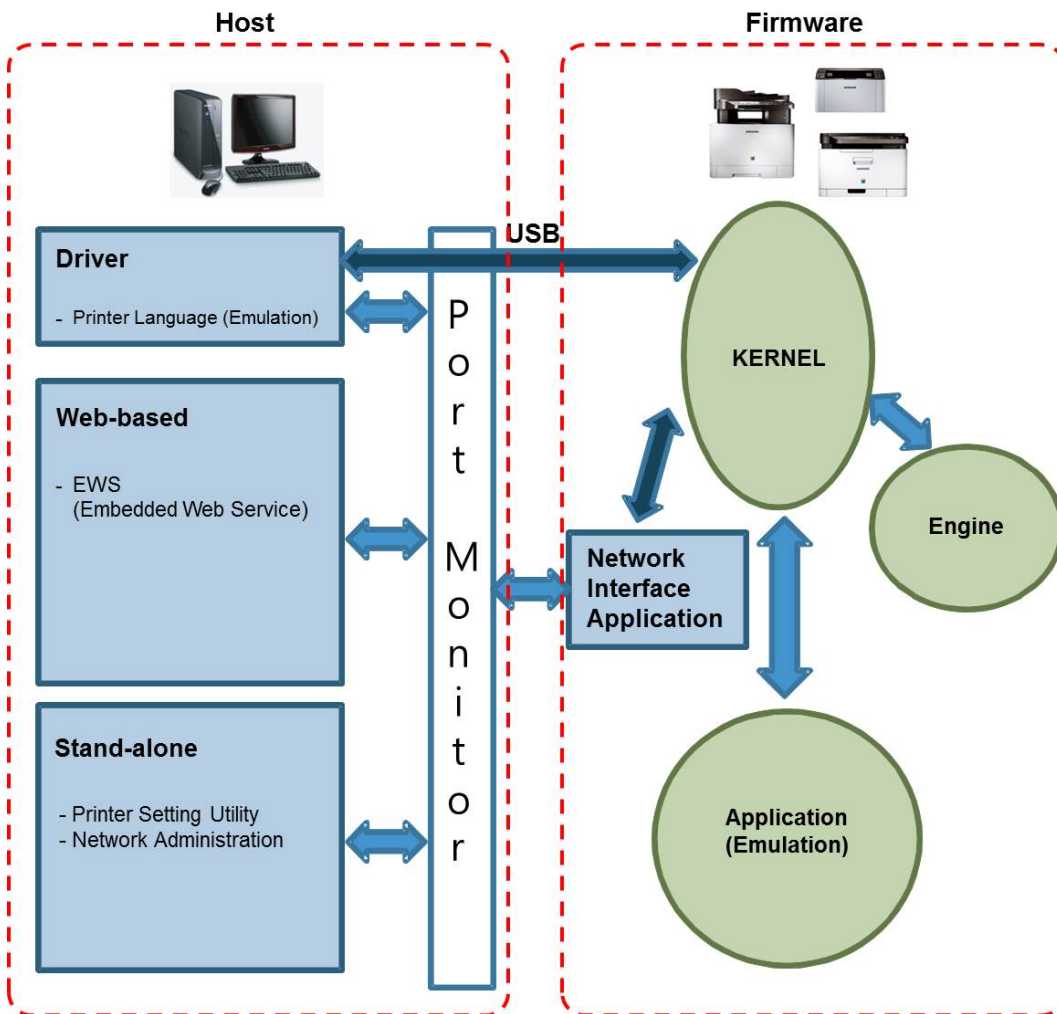 Host
Firmware
USB
Driver
- Printer Language (Emulation)
Web-based
- EWS
(Embedded Web Service)
Stand-alone
- Printer Setting Utility
- Network Administration
Port Monitor
KERNEL
Engine
Network
Interface
Application
Application
(Emulation)